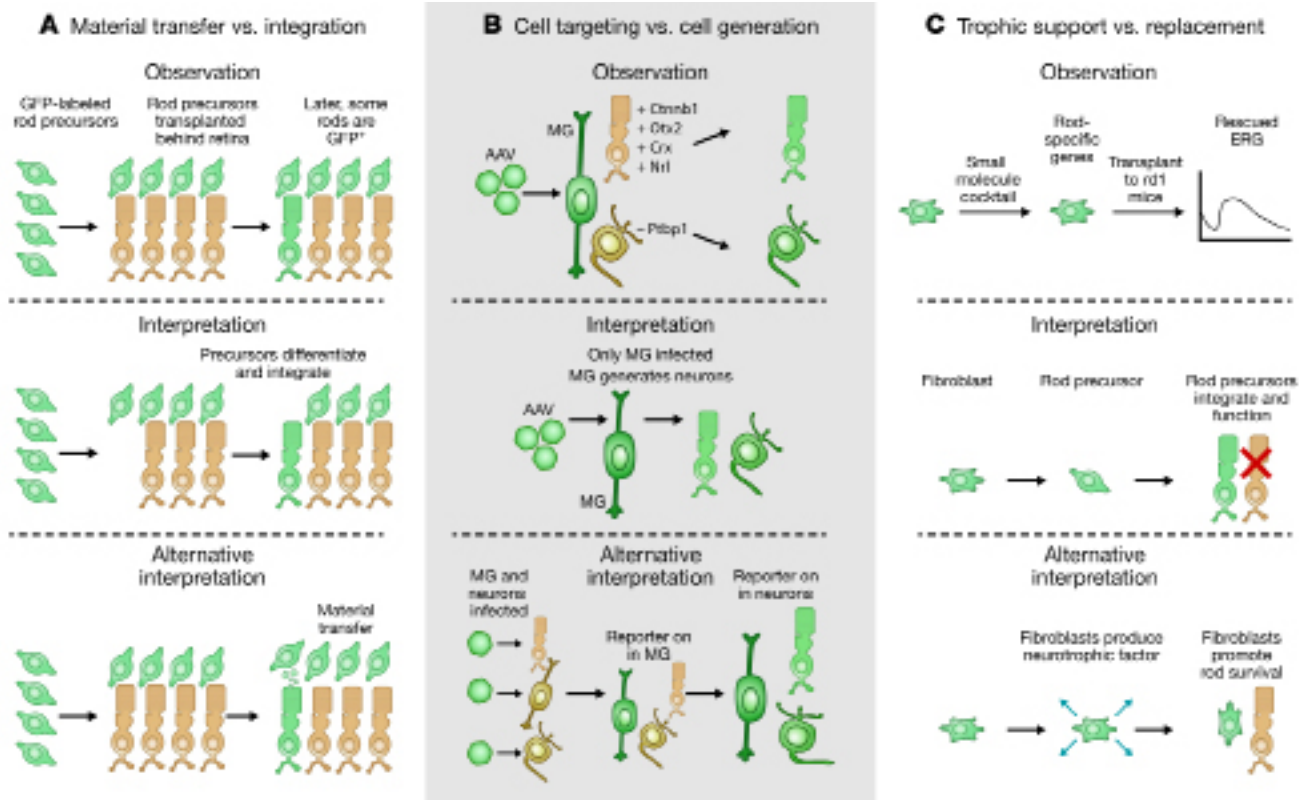 A Material transfer vs. integration
Observation
GFP-labeled
rod precursors
Rod precursors
transplanted
behind retina
Later, some
rods are
GFP+
Interpretation
Precursors differentiate
and integrate
Alternative
interpretation
Material
transfer
B Cell targeting vs. cell generation
Observation
AAV
MG
+ Ctnnb1
+ Otx2
+ Crx
+ Nrl
– Ptbp1
Interpretation
Only MG infected
MG generates neurons
AAV
MG
Alternative
interpretation
MG and
neurons
infected
Reporter on
in MG
Reporter on
in neurons
C Trophic support vs. replacement
Observation
Small
molecule
cocktail
Rod-
specific
genes
Transplant
to rd1
mice
Rescued
ERG
Interpretation
Fibroblast
Rod precursor
Rod precursors
integrate and
function
Alternative
interpretation
Fibroblasts produce
neurotrophic factor
Fibroblasts
promote
rod survival